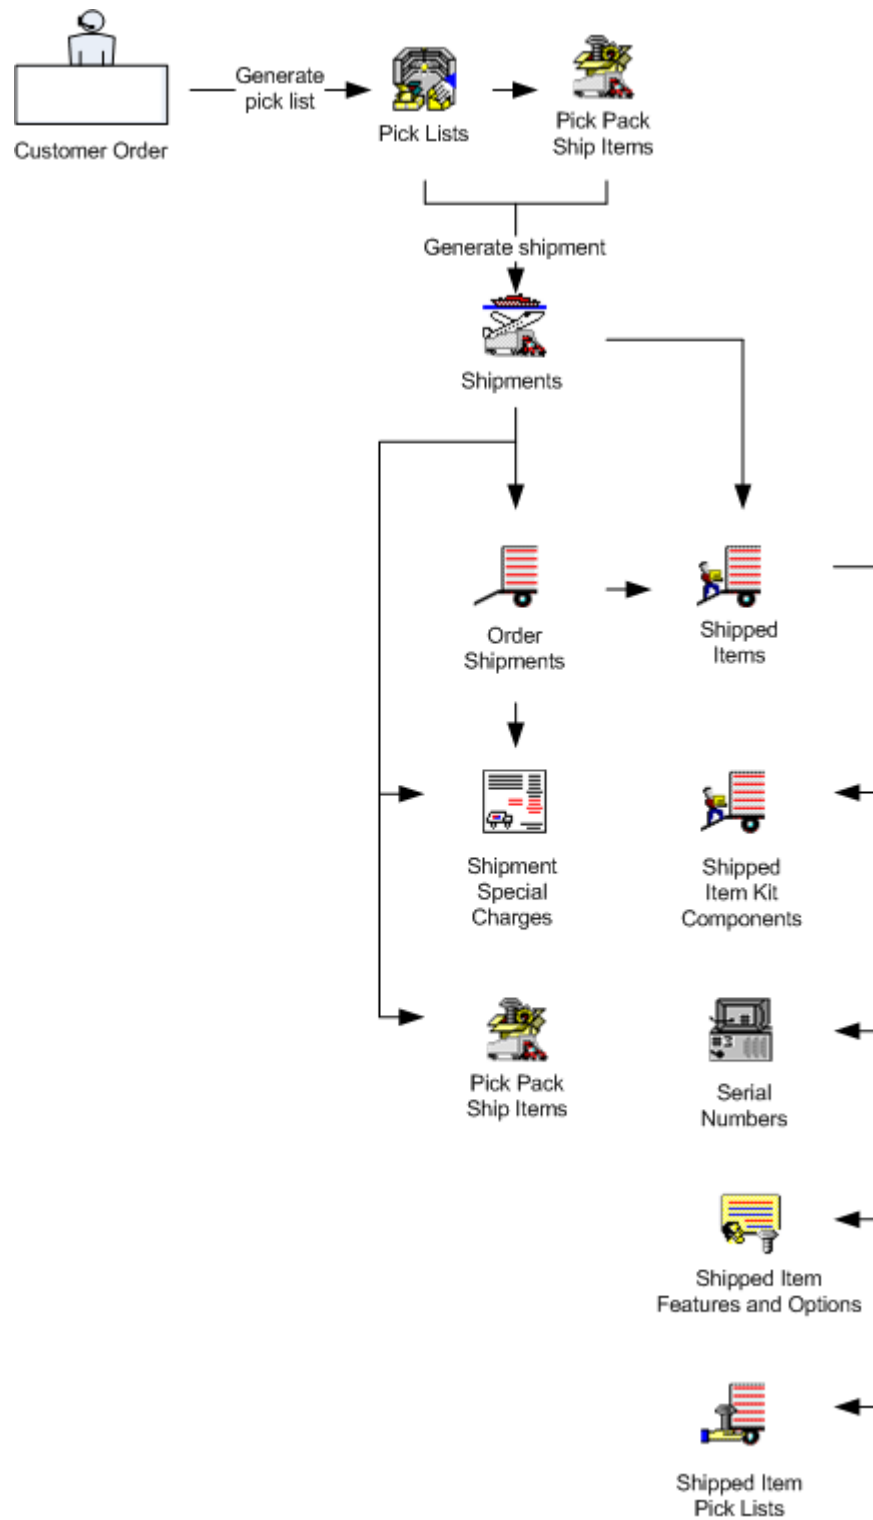 Generate
pick list
Customer Order
Pick Lists
Pick Pack
Ship Items
Generate shipment
Shipments
Order
Shipments
Shipped
Items
Shipment
Special
Charges
Shipped
Item Kit
Components
Pick Pack
Ship Items
Serial
Numbers
Shipped Item
Features and Options
Shipped Item
Pick Lists